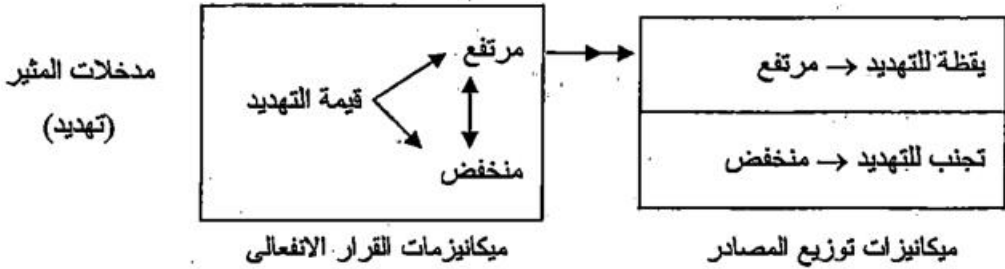 مدخلات المثير
(تهديد)
مرتفع
قيمة التهديد
منخفض
ميكانيزمات القرار الانفعالى
يقظة للتهديد → مرتفع
تجنب للتهديد → منخفض
ميكانيزات توزيع المصادر